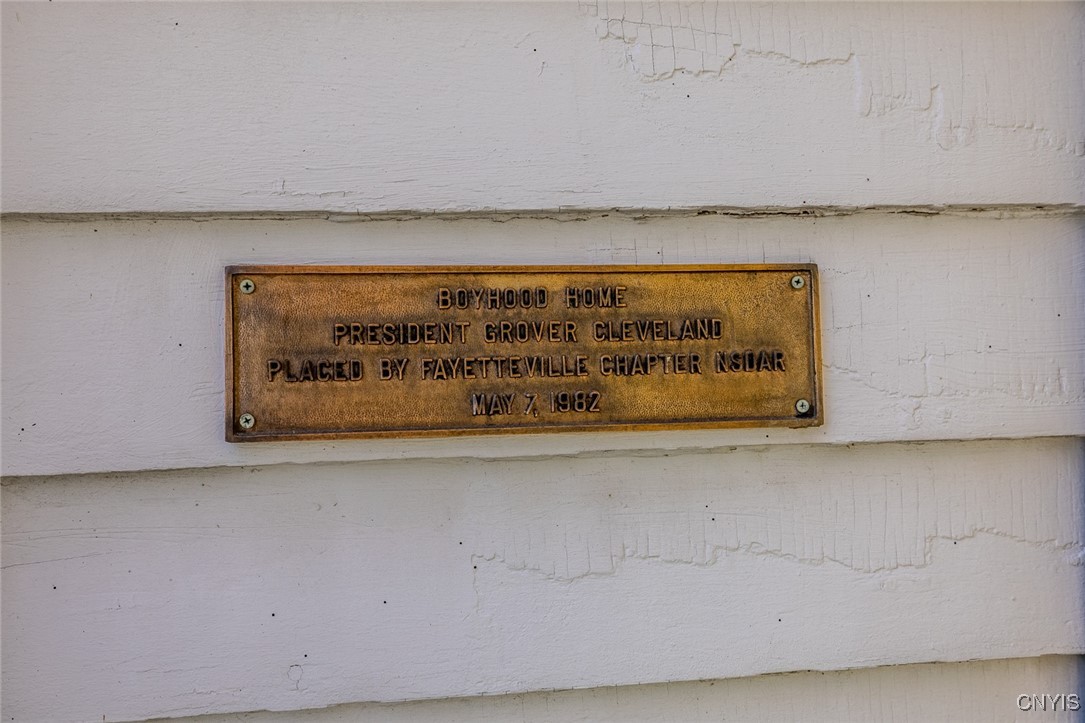 BOYHOOD HOME
PRESIDENT GROVER CLEVELAND
PLACED BY FAYETTEVILLE CHAPTER NSDAR
MAY 7, 1982
CNYIS